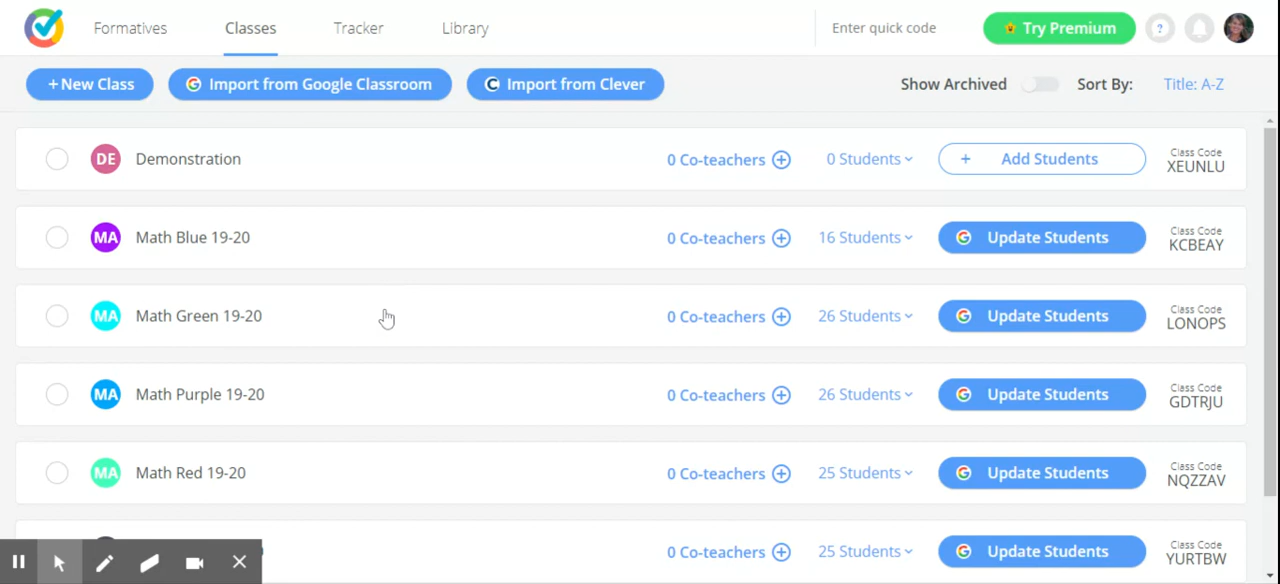 Formatives Classes Tracker Library Enter quick code Try Premium ?
+ New Class G Import from Google Classroom C Import from Clever Show Archived Sort By: Title: A-Z
DE Demonstration 0 Co-teachers 0 Students + Add Students Class Code XEUNLU
MA Math Blue 19-20 0 Co-teachers 16 Students G Update Students Class Code KCBEAY
MA Math Green 19-20 0 Co-teachers 26 Students G Update Students Class Code LONOPS
MA Math Purple 19-20 0 Co-teachers 26 Students G Update Students Class Code GDTRJU
MA Math Red 19-20 0 Co-teachers 25 Students G Update Students Class Code NQZZAV
0 Co-teachers 25 Students G Update Students Class Code YURTBW